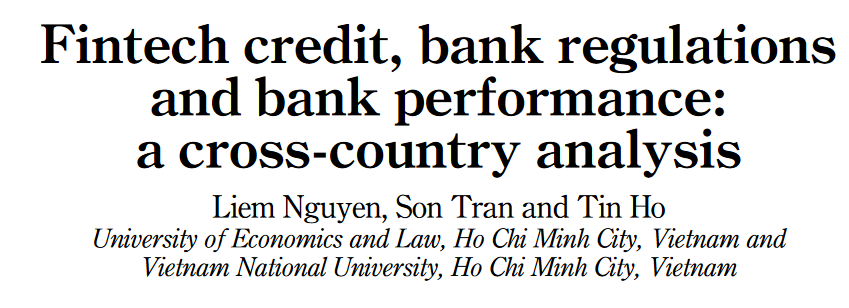 Fintech credit, bank regulations
and bank performance:
a cross-country analysis
Liem Nguyen, Son Tran and Tin Ho
University of Economics and Law, Ho Chi Minh City, Vietnam and
Vietnam National University, Ho Chi Minh City, Vietnam